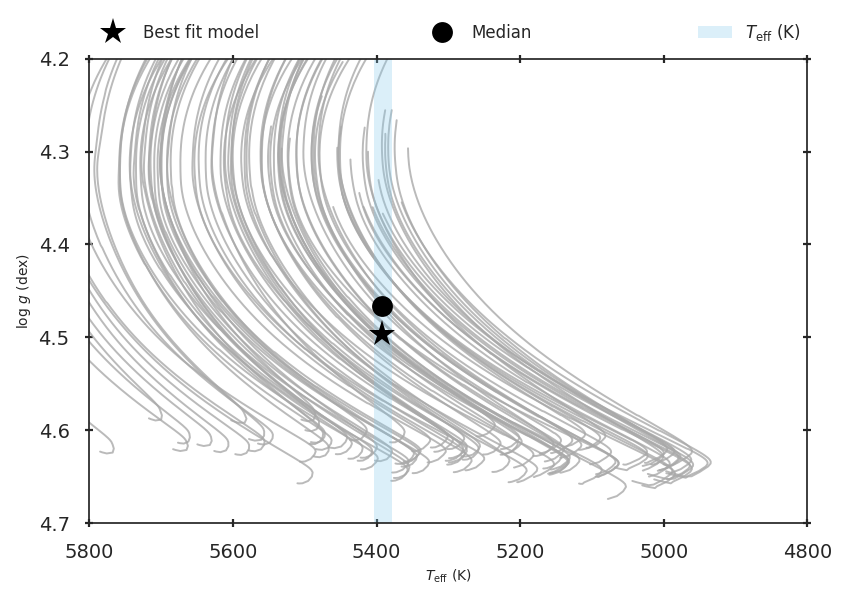 Best fit model
Median
T_eff (K)
4.2
4.3
4.4
4.5
4.6
4.7
log g (dex)
5800 5600 5400 5200 5000 4800
T_eff (K)